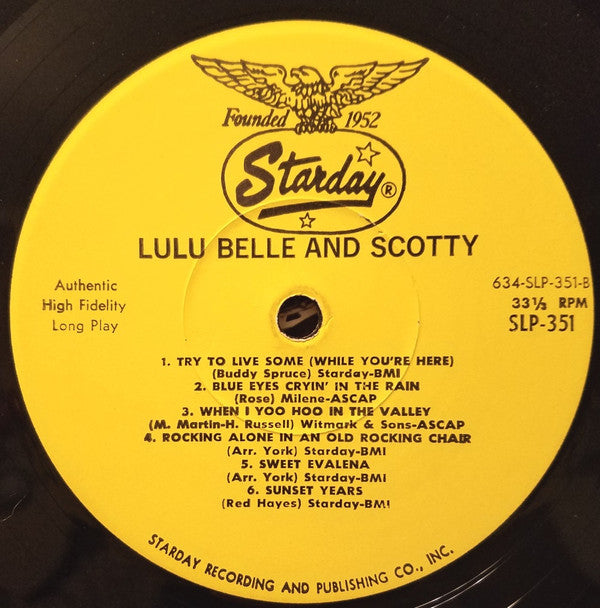 Founded 1952
Starday®
LULU BELLE AND SCOTTY
Authentic
High Fidelity
Long Play
634-SLP-351-B
33⅓ RPM
SLP-351
1. TRY TO LIVE SOME (WHILE YOU'RE HERE)
(Buddy Spruce) Starday-BMI
2. BLUE EYES CRYIN' IN THE RAIN
(Rose) Milene-ASCAP
3. WHEN I YOO HOO IN THE VALLEY
(M. Martin-H. Russell) Witmark & Sons-ASCAP
4. ROCKING ALONE IN AN OLD ROCKING CHAIR
(Arr. York) Starday-BMI
5. SWEET EVALENA
(Arr. York) Starday-BMI
6. SUNSET YEARS
(Red Hayes) Starday-BMI
STARDAY RECORDING AND PUBLISHING CO., INC.